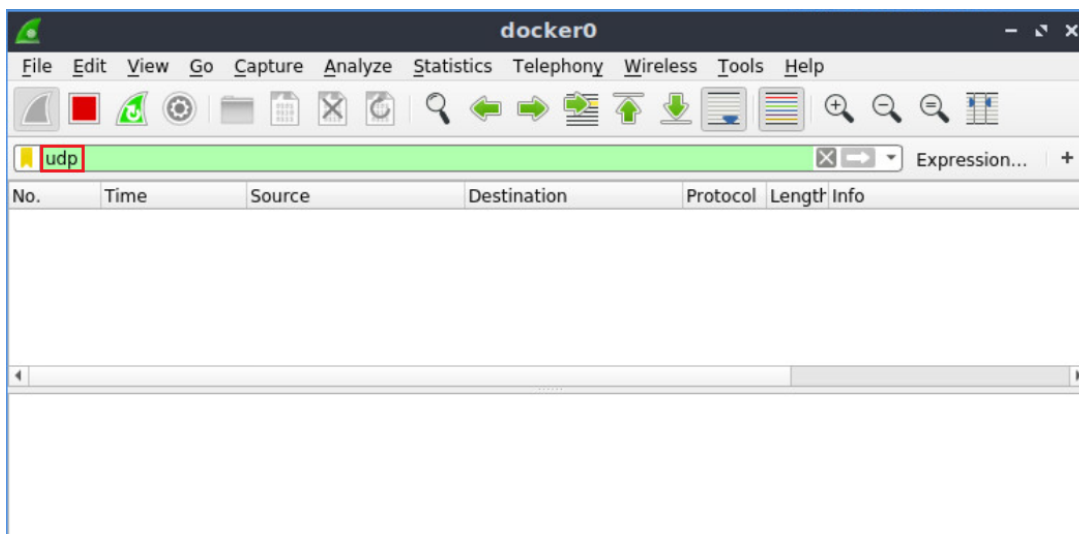 docker0
File Edit View Go Capture Analyze Statistics Telephony Wireless Tools Help
udp Expression... +
No. Time Source Destination Protocol Length Info